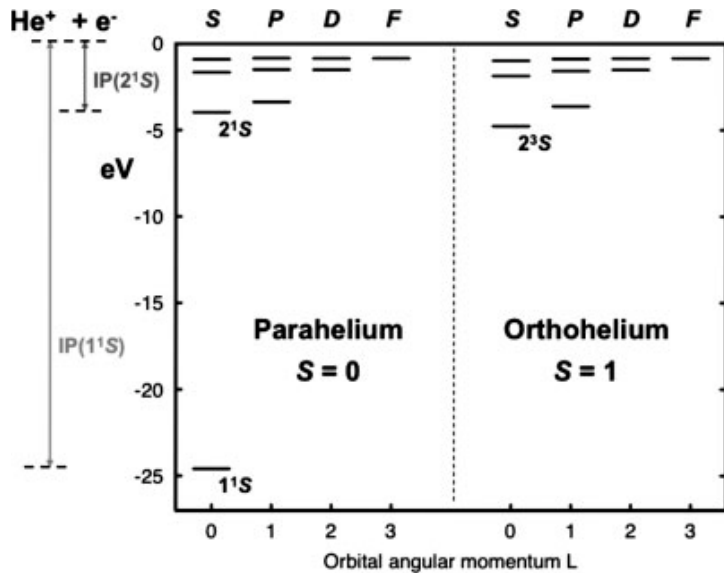 He⁺ + e⁻ S P D F S P D F
0
IP(2¹S)
2¹S 2³S
-5
eV
-10
-15
Parahelium Orthohelium
IP(1¹S)
S = 0 S = 1
-20
-25
1¹S
0 1 2 3 0 1 2 3
Orbital angular momentum L